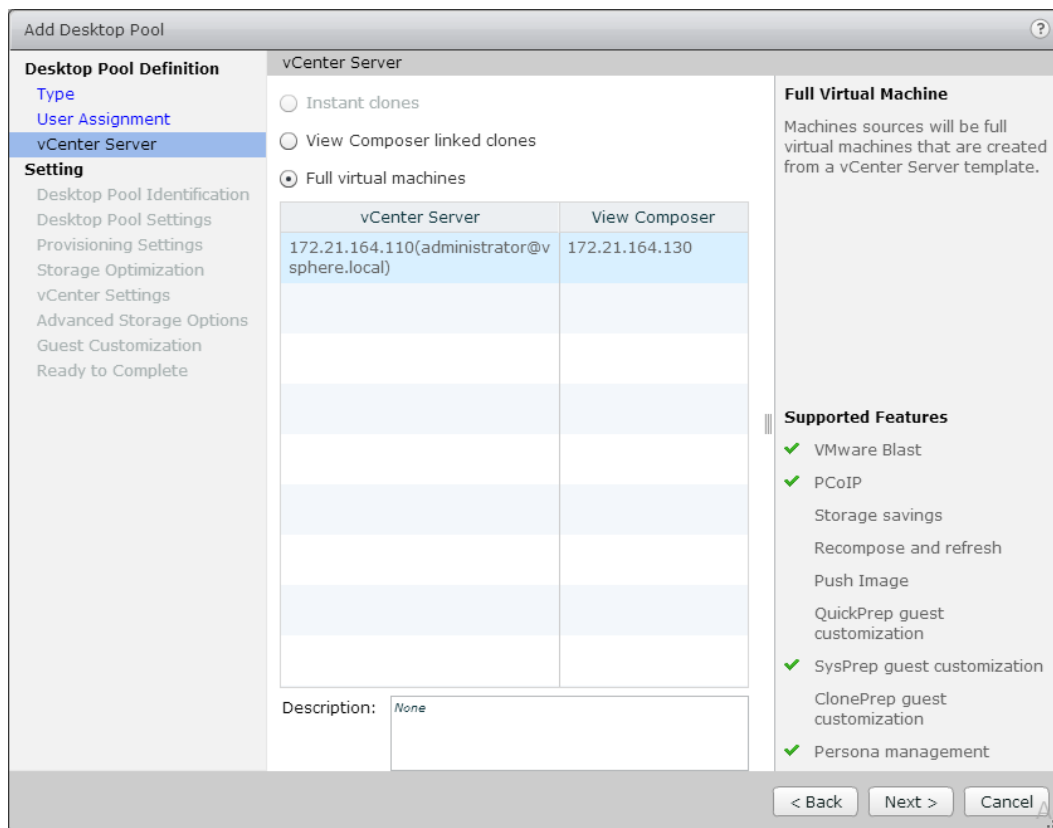 Add Desktop Pool
?
Desktop Pool Definition
Type
User Assignment
vCenter Server
Setting
Desktop Pool Identification
Desktop Pool Settings
Provisioning Settings
Storage Optimization
vCenter Settings
Advanced Storage Options
Guest Customization
Ready to Complete
vCenter Server
Instant clones
View Composer linked clones
Full virtual machines
vCenter Server View Composer
172.21.164.110(administrator@v 172.21.164.130
sphere.local)
Description: None
Full Virtual Machine
Machines sources will be full
virtual machines that are created
from a vCenter Server template.
Supported Features
VMware Blast
PCoIP
Storage savings
Recompose and refresh
Push Image
QuickPrep guest
customization
SysPrep guest customization
ClonePrep guest
customization
Persona management
< Back Next > Cancel
A